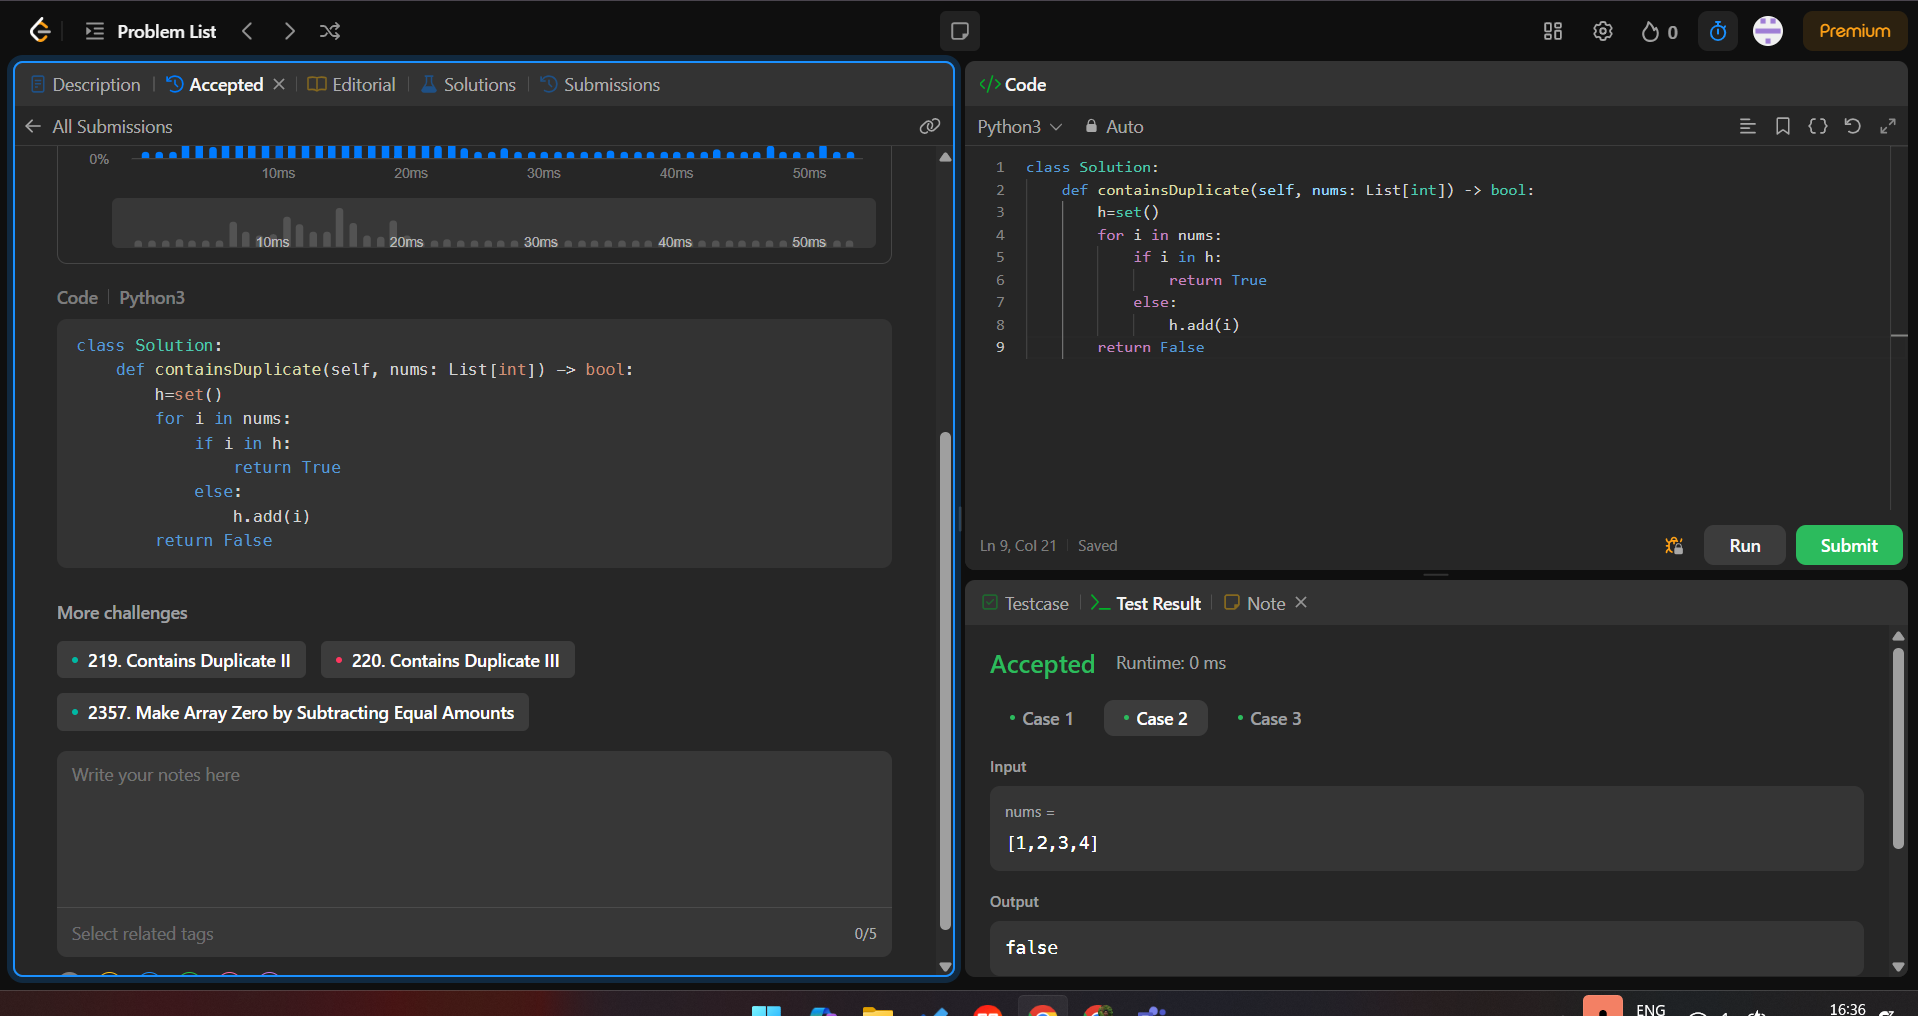 Problem List
0
Premium
Description
Accepted
Editorial
Solutions
Submissions
All Submissions
0%
10ms 20ms 30ms 40ms 50ms
10ms 20ms 30ms 40ms 50ms
Code Python3
class Solution:
    def containsDuplicate(self, nums: List[int]) -> bool:
        h=set()
        for i in nums:
            if i in h:
                return True
            else:
                h.add(i)
        return False
More challenges
219. Contains Duplicate II
220. Contains Duplicate III
2357. Make Array Zero by Subtracting Equal Amounts
Write your notes here
Select related tags
0/5
</> Code
Python3
Auto
1 class Solution:
2     def containsDuplicate(self, nums: List[int]) -> bool:
3         h=set()
4         for i in nums:
5             if i in h:
6                 return True
7             else:
8                 h.add(i)
9         return False
Ln 9, Col 21 Saved
Run
Submit
Testcase
Test Result
Note
Accepted Runtime: 0 ms
Case 1
Case 2
Case 3
Input
nums =
[1,2,3,4]
Output
false
ENG
16:36